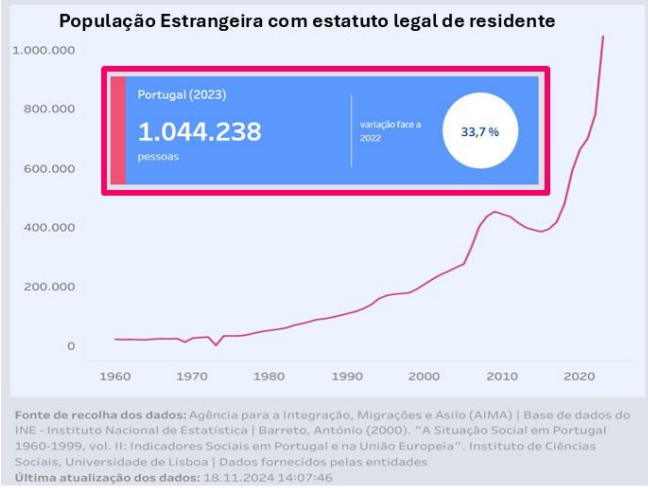 População Estrangeira com estatuto legal de residente
1.000.000
800.000
600.000
400.000
200.000
0
Portugal (2023)
1.044.238
pessoas
variação face a
2022
33,7 %
1960 1970 1980 1990 2000 2010 2020
Fonte de recolha dos dados: Agência para a Integração, Migrações e Asilo (AIMA) | Base de dados do
INE - Instituto Nacional de Estatística | Barreto, António (2000). "A Situação Social em Portugal
1960-1999, vol. II: Indicadores Sociais em Portugal e na União Europeia". Instituto de Ciências
Sociais, Universidade de Lisboa | Dados fornecidos pelas entidades
Última atualização dos dados: 18.11.2024 14:07:46